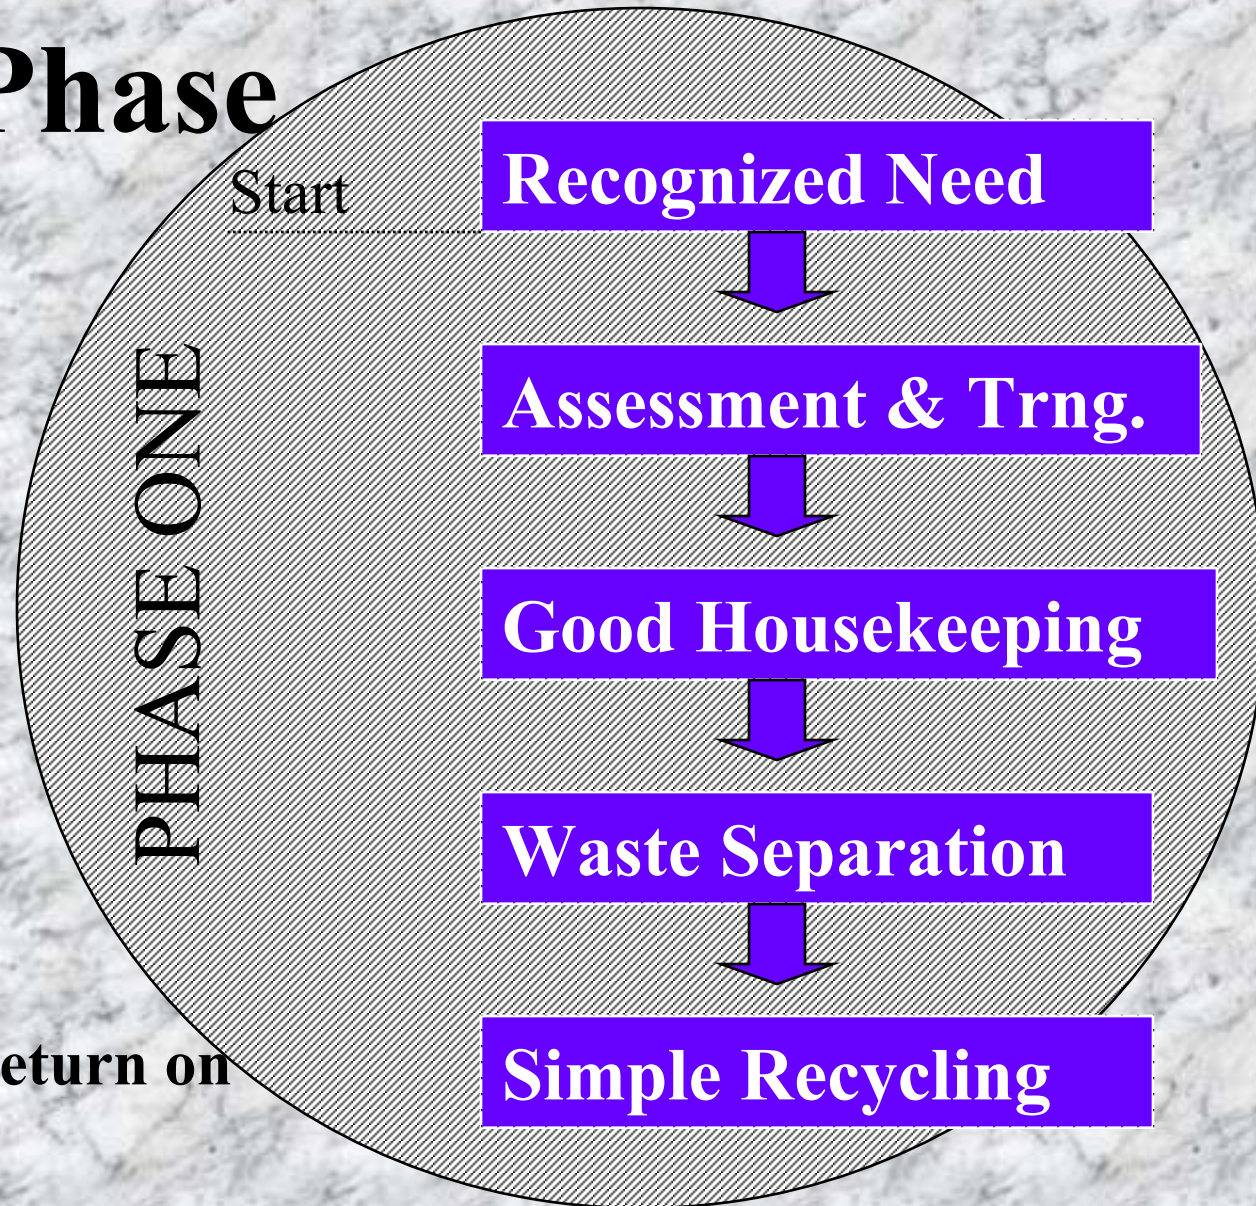 Phase
Start
Recognized Need
Assessment & Trng.
PHASE ONE
Good Housekeeping
Waste Separation
eturn on
Simple Recycling